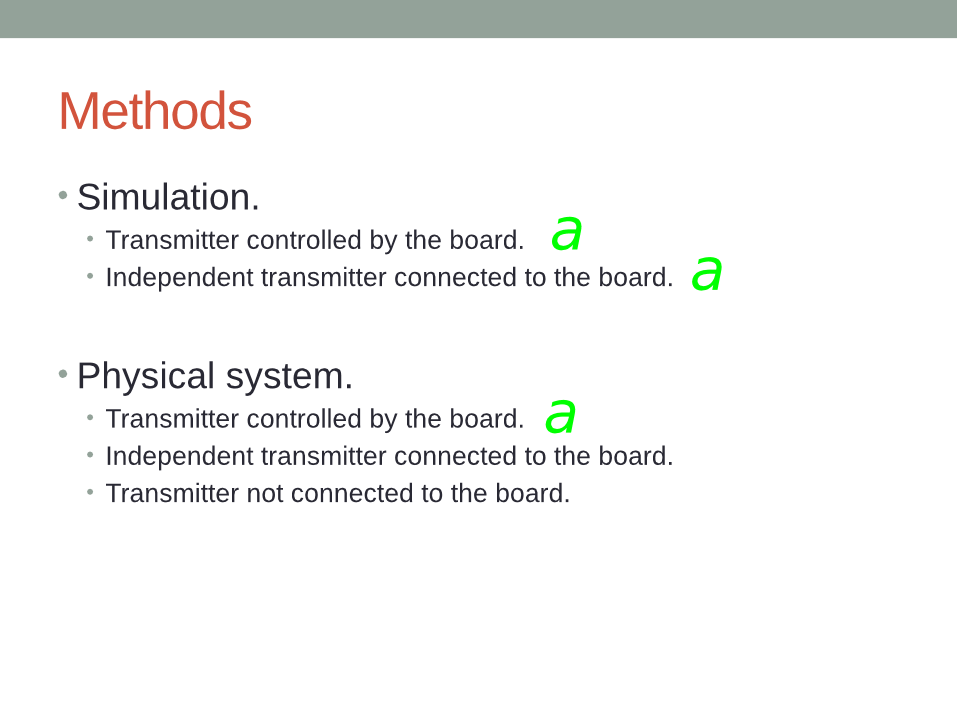 Methods
• Simulation.
• Transmitter controlled by the board. a
• Independent transmitter connected to the board. a
• Physical system.
• Transmitter controlled by the board. a
• Independent transmitter connected to the board.
• Transmitter not connected to the board.